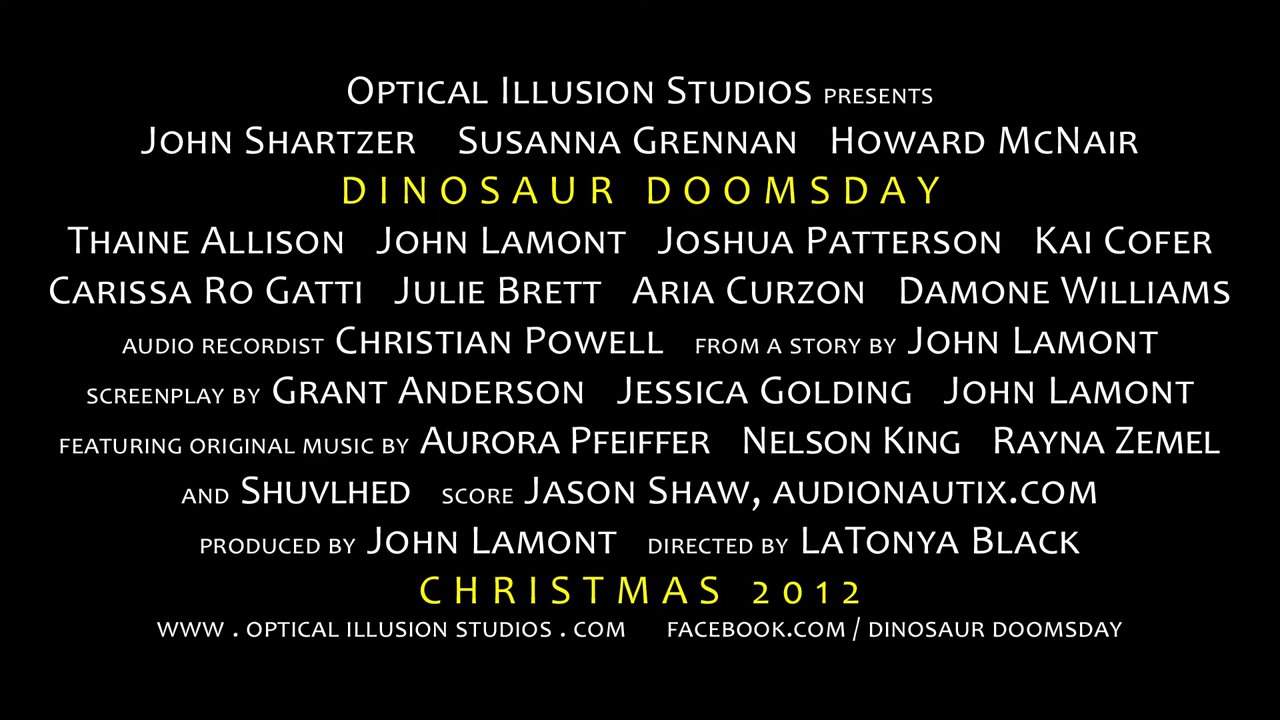 Optical Illusion Studios presents
John Shartzer Susanna Grennan Howard McNair
DINOSAUR DOOMSDAY
Thaine Allison John Lamont Joshua Patterson Kai Cofer
Carissa Ro Gatti Julie Brett Aria Curzon Damone Williams
audio recordist Christian Powell from a story by John Lamont
screenplay by Grant Anderson Jessica Golding John Lamont
featuring original music by Aurora Pfeiffer Nelson King Rayna Zemel
and Shuvlhed score Jason Shaw, audionautix.com
produced by John Lamont directed by LaTonya Black
CHRISTMAS 2012
www . optical illusion studios . com facebook.com / dinosaur doomsday